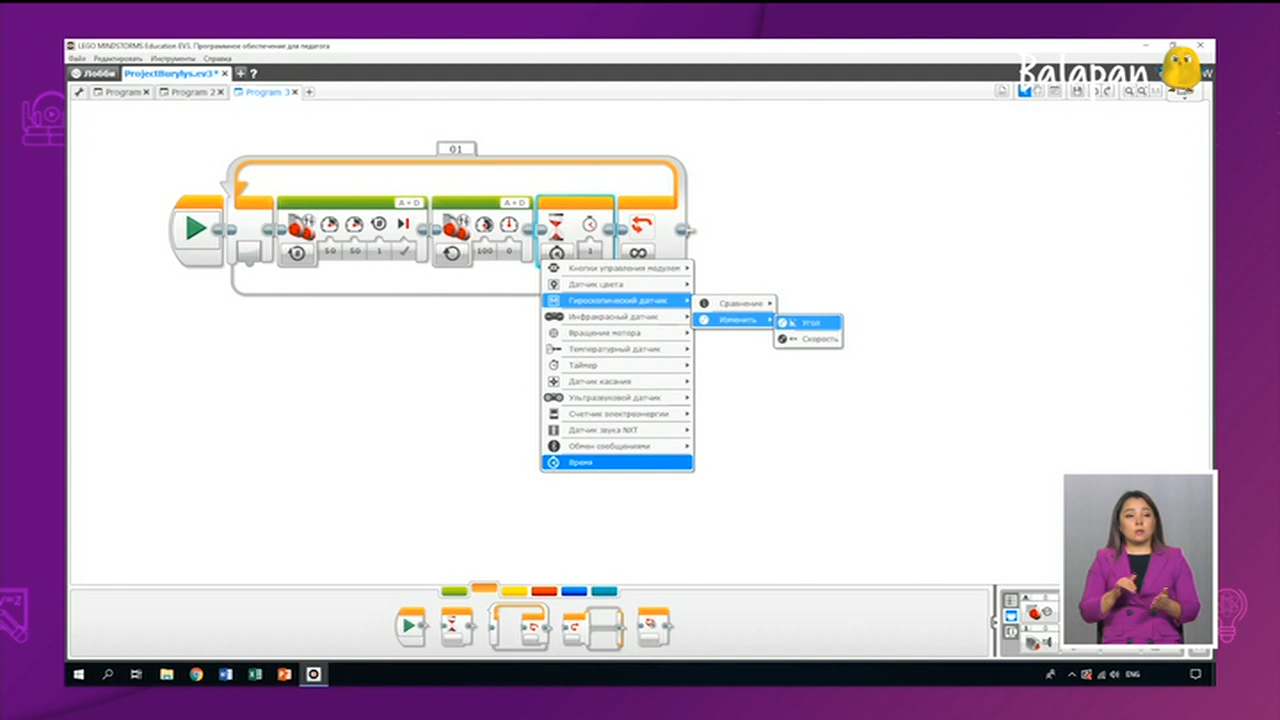 Balapan
LEGO MINDSTORMS Education EV3. Программное обеспечение для педагога
Файл Редактировать Инструменты Справка
Лобби ProjectBurylys.ev3* × + ?
Program × Program 2 × Program 3 ×
01
A + D A + D
50 50 1 100 0 1
Кнопки управления модулем
Датчик цвета
Гироскопический датчик
Сравнение
Инфракрасный датчик
Изменить
Угол
Вращение мотора
Скорость
Температурный датчик
Таймер
Датчик касания
Ультразвуковой датчик
Счетчик электроэнергии
Датчик звука NXT
Обмен сообщениями
Время
ENG